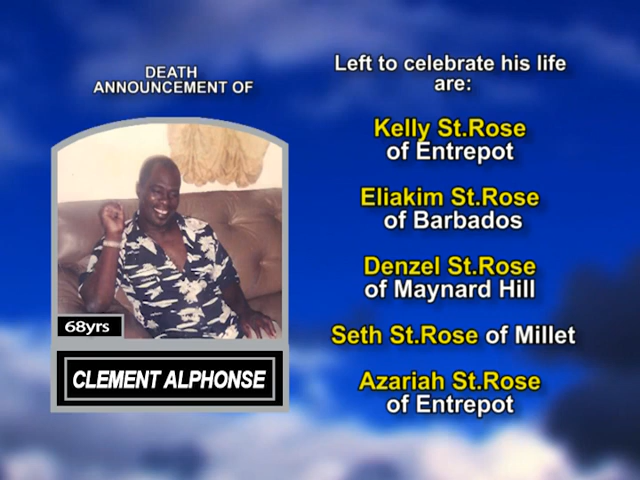 DEATH
ANNOUNCEMENT OF
68yrs
CLEMENT ALPHONSE
Left to celebrate his life
are:
Kelly St.Rose
of Entrepot
Eliakim St.Rose
of Barbados
Denzel St.Rose
of Maynard Hill
Seth St.Rose of Millet
Azariah St.Rose
of Entrepot